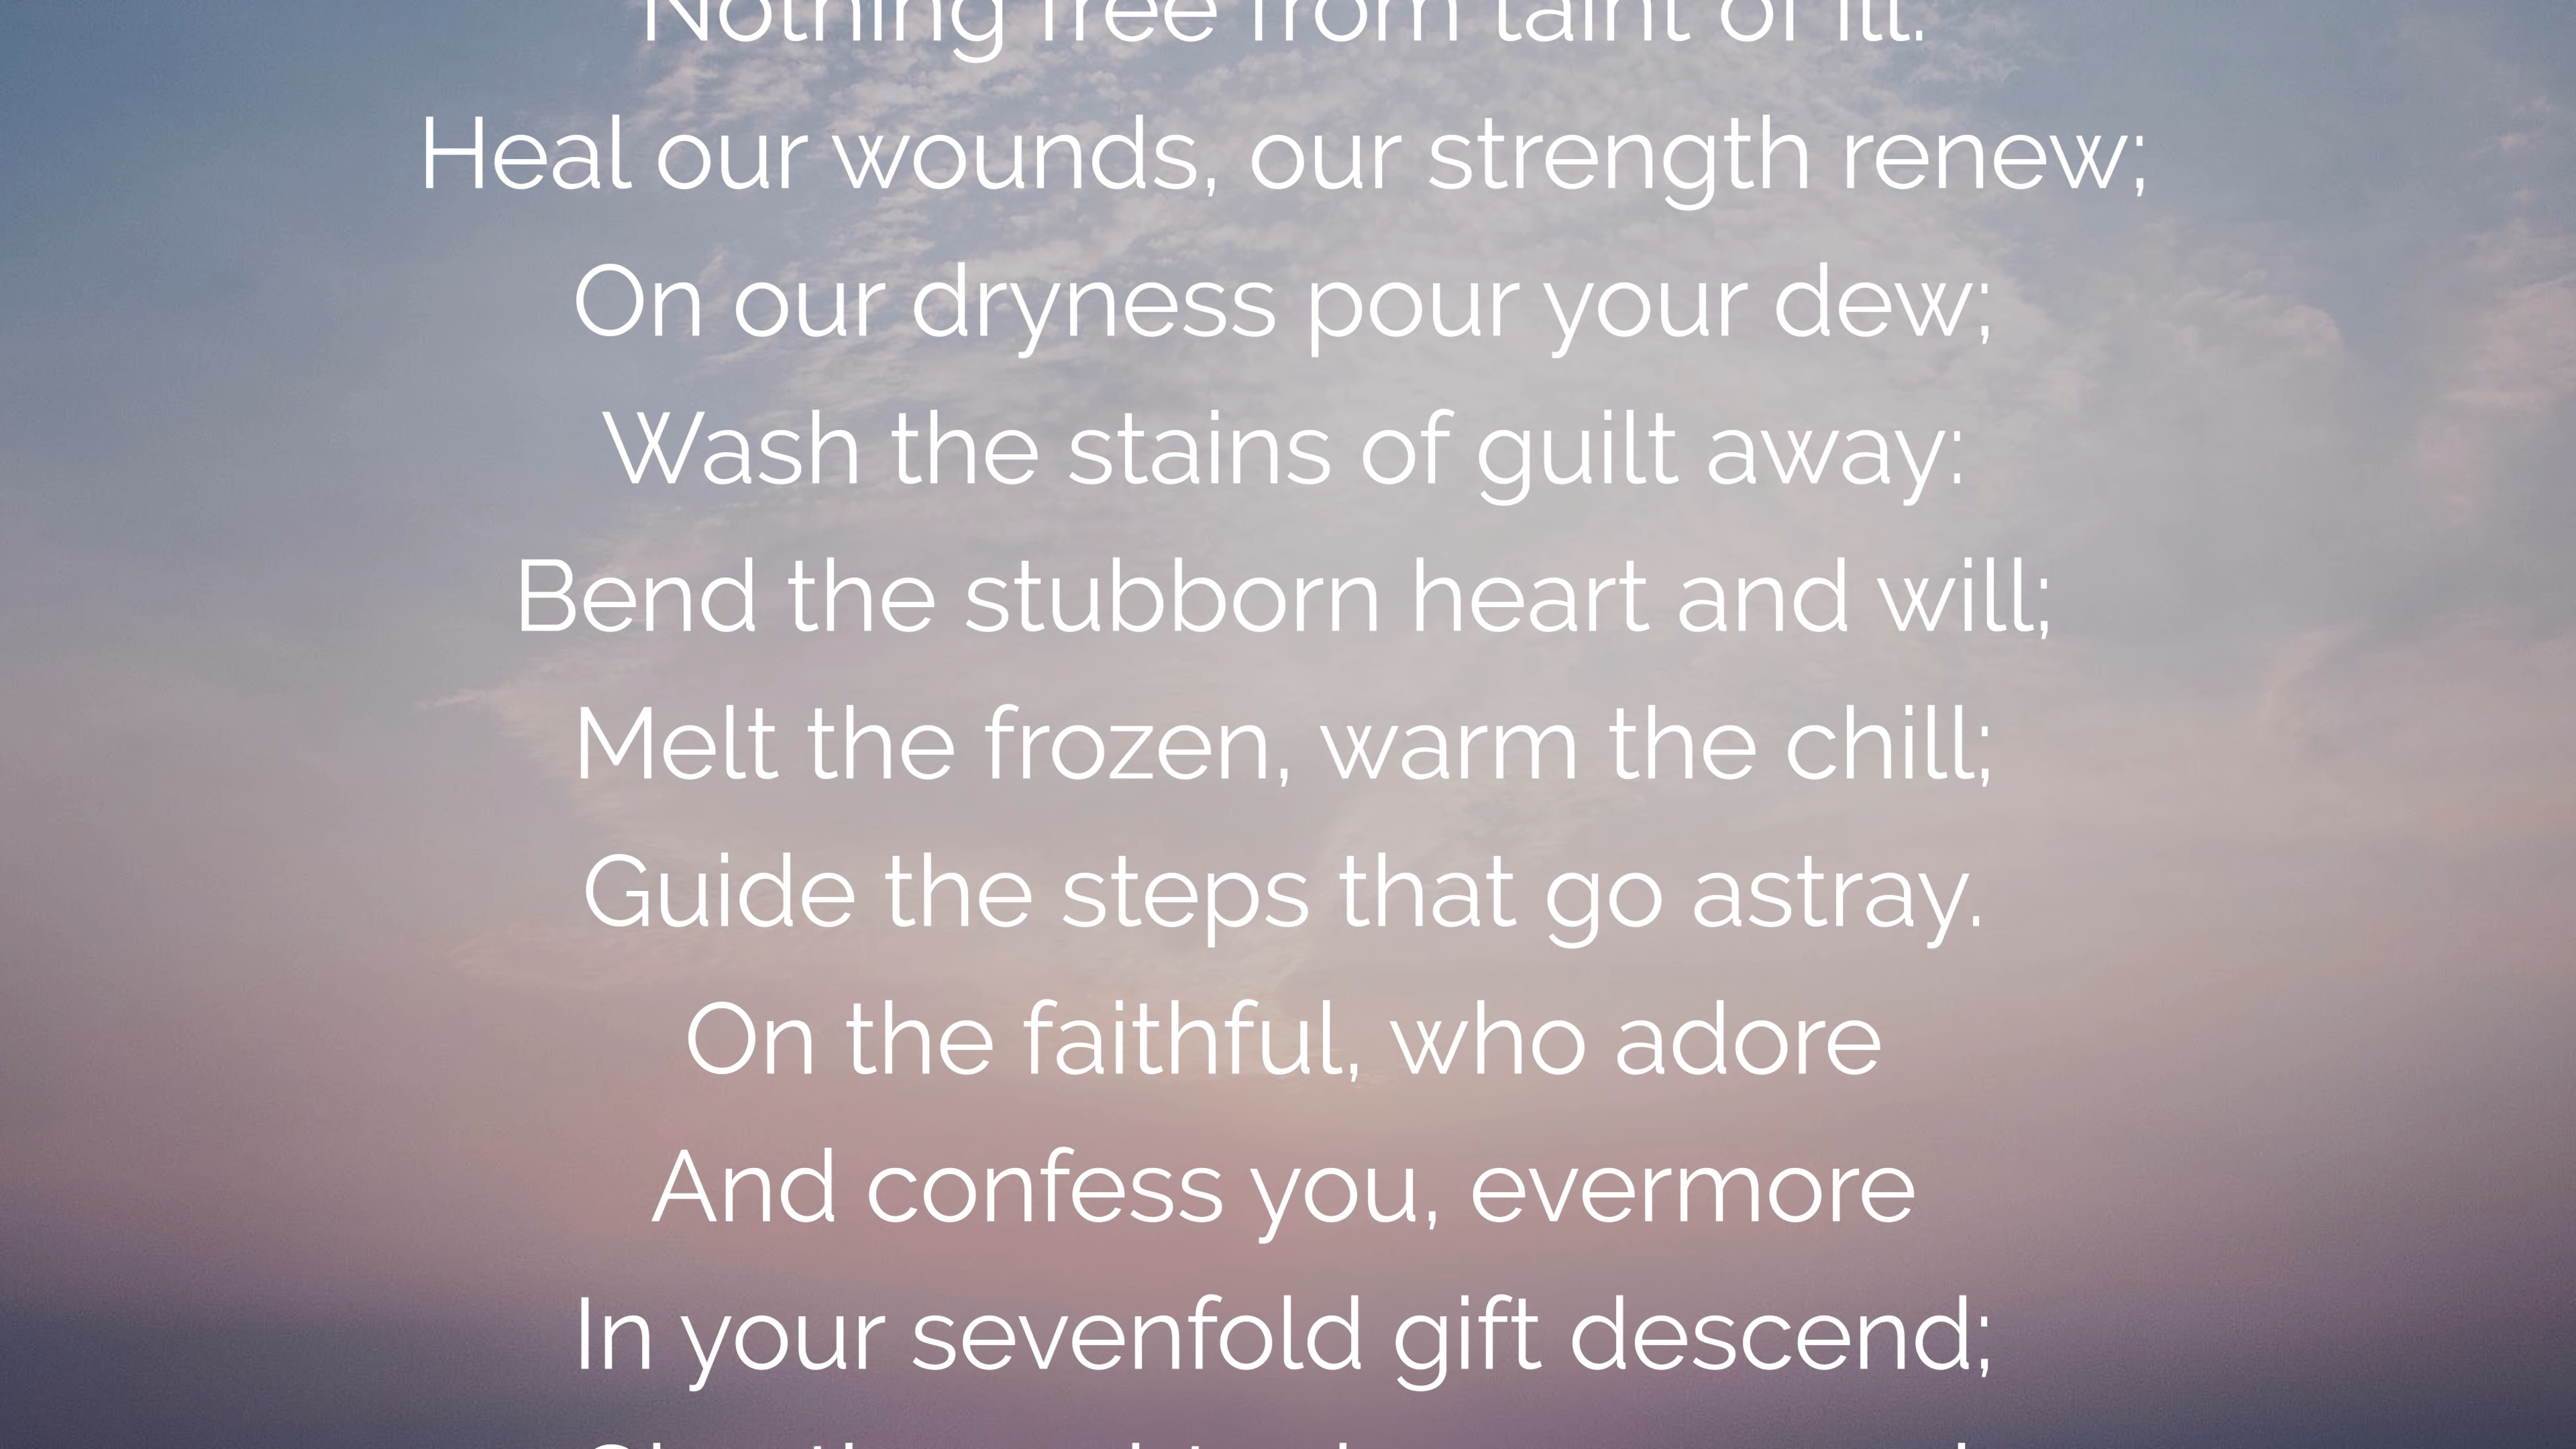 Nothing free from taint of ill.
Heal our wounds, our strength renew;
On our dryness pour your dew;
Wash the stains of guilt away:
Bend the stubborn heart and will;
Melt the frozen, warm the chill;
Guide the steps that go astray.
On the faithful, who adore
And confess you, evermore
In your sevenfold gift descend;